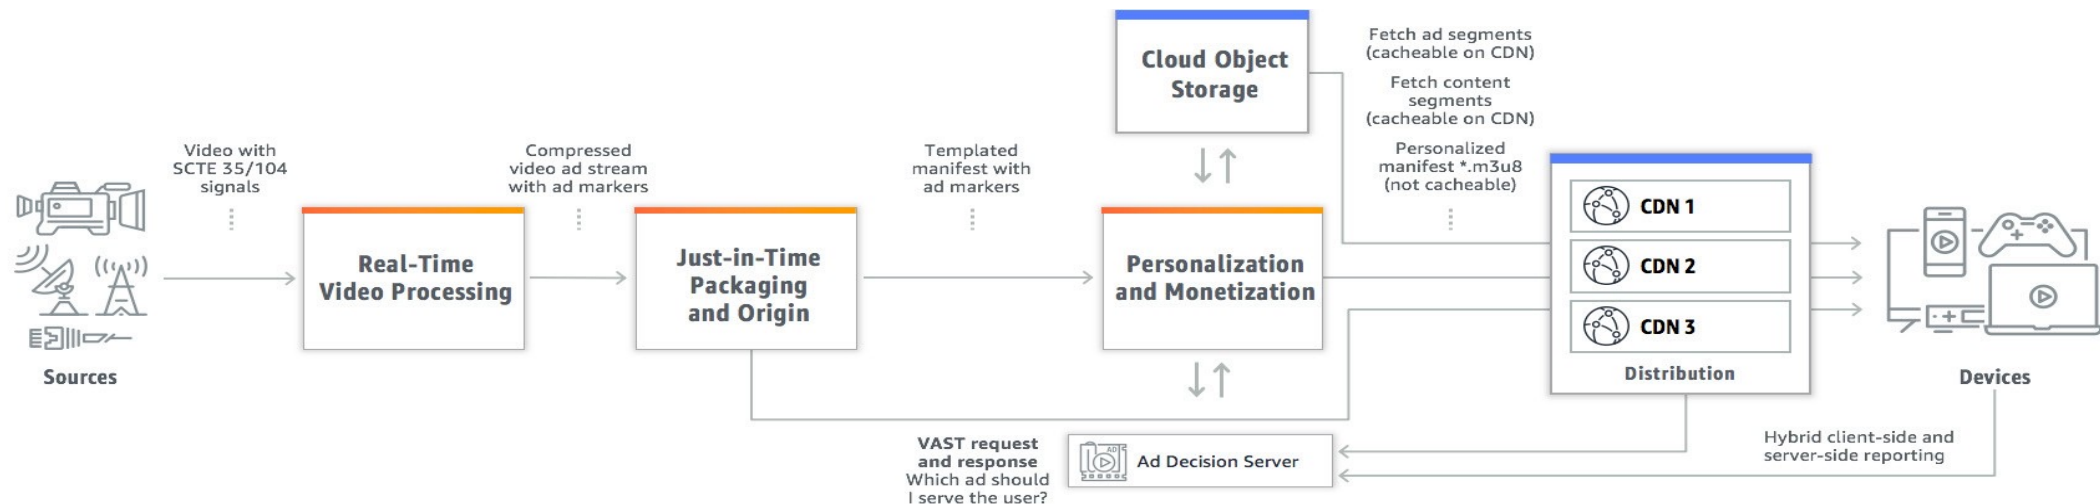 Cloud Object
Storage
Fetch ad segments
(cacheable on CDN)
Fetch content
segments
(cacheable on CDN)
Personalized
manifest *.m3u8
(not cacheable)
Video with
SCTE 35/104
signals
Compressed
video ad stream
with ad markers
Templated
manifest with
ad markers
Sources
Real-Time
Video Processing
Just-in-Time
Packaging
and Origin
Personalization
and Monetization
CDN 1
CDN 2
CDN 3
Distribution
Devices
VAST request
and response
Which ad should
I serve the user?
AD
Ad Decision Server
Hybrid client-side and
server-side reporting